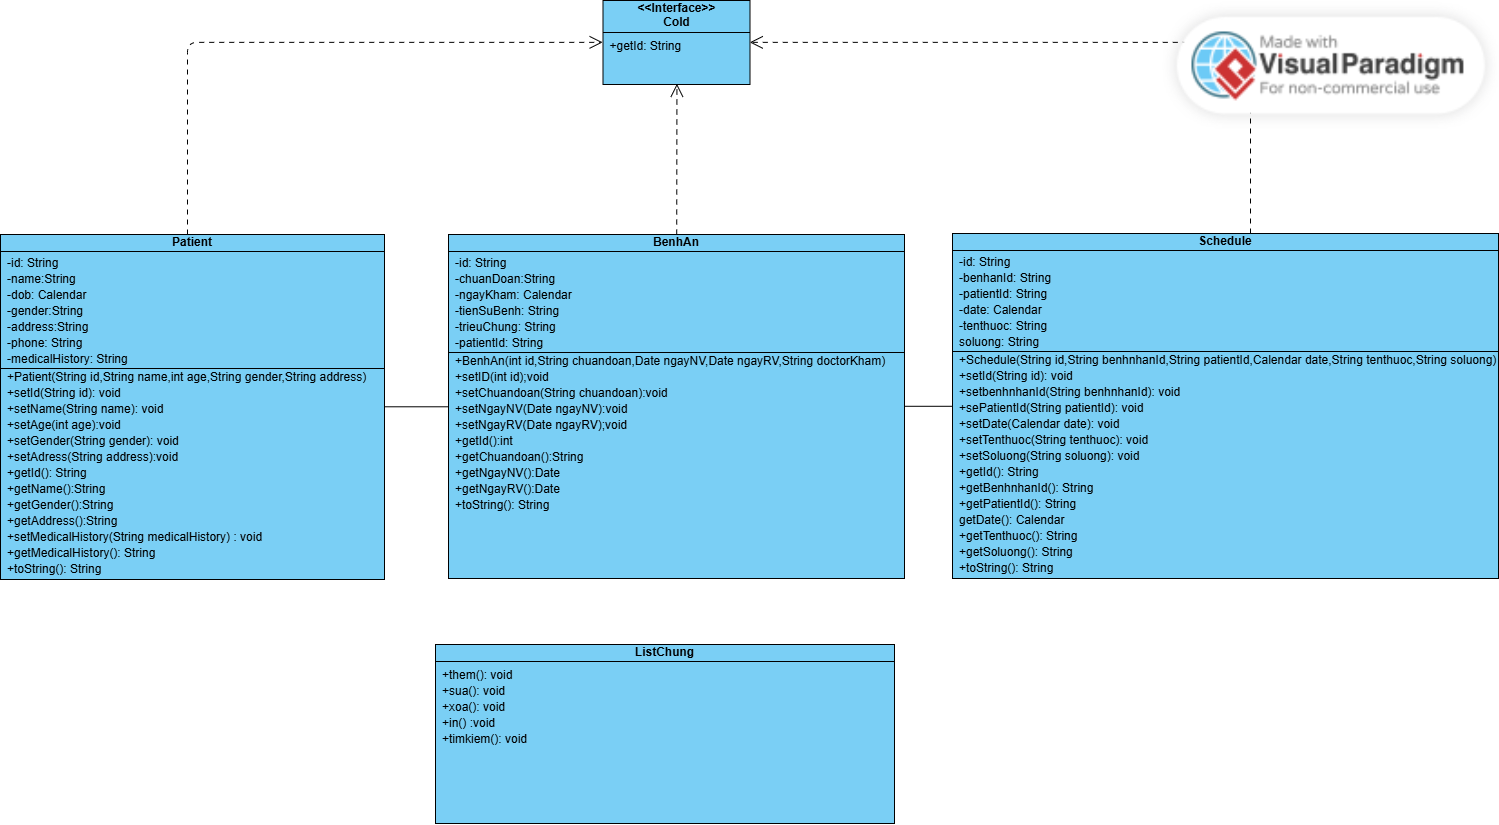 <<Interface>>
CoId
+getId: String
Made with
VisualParadigm
For non-commercial use
Patient
-id: String
-name:String
-dob: Calendar
-gender:String
-address:String
-phone: String
-medicalHistory: String
+Patient(String id,String name,int age,String gender,String address)
+setId(String id): void
+setName(String name): void
+setAge(int age):void
+setGender(String gender): void
+setAdress(String address):void
+getId(): String
+getName():String
+getGender():String
+getAddress():String
+setMedicalHistory(String medicalHistory) : void
+getMedicalHistory(): String
+toString(): String
BenhAn
-id: String
-chuanDoan:String
-ngayKham: Calendar
-tienSuBenh: String
-trieuChung: String
-patientId: String
+BenhAn(int id,String chuandoan,Date ngayNV,Date ngayRV,String doctorKham)
+setID(int id);void
+setChuandoan(String chuandoan):void
+setNgayNV(Date ngayNV):void
+setNgayRV(Date ngayRV);void
+getId():int
+getChuandoan():String
+getNgayNV():Date
+getNgayRV():Date
+toString(): String
Schedule
-id: String
-benhanId: String
-patientId: String
-date: Calendar
-tenthuoc: String
soluong: String
+Schedule(String id,String benhnhanId,String patientId,Calendar date,String tenthuoc,String soluong)
+setId(String id): void
+setbenhnhanId(String benhnhanId): void
+sePatientId(String patientId): void
+setDate(Calendar date): void
+setTenthuoc(String tenthuoc): void
+setSoluong(String soluong): void
+getId(): String
+getBenhnhanId(): String
+getPatientId(): String
getDate(): Calendar
+getTenthuoc(): String
+getSoluong(): String
+toString(): String
ListChung
+them(): void
+sua(): void
+xoa(): void
+in() :void
+timkiem(): void